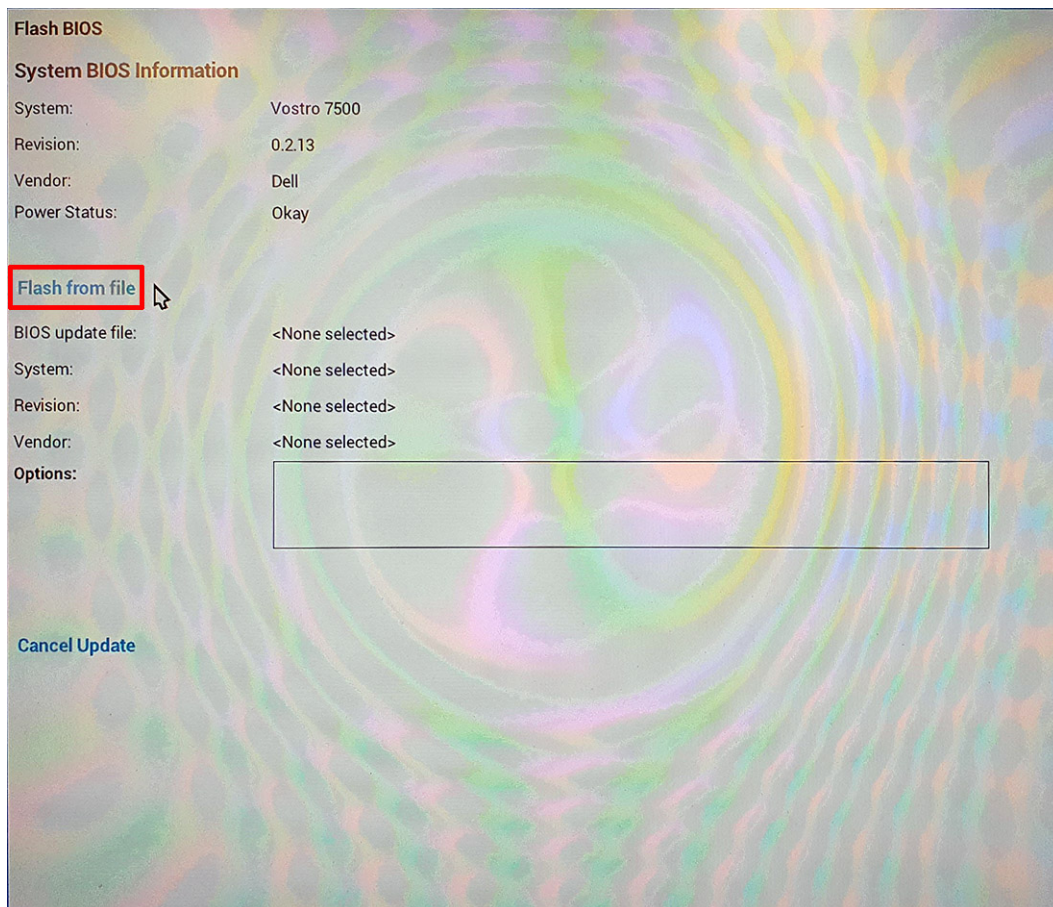 Flash BIOS
System BIOS Information
System: Vostro 7500
Revision: 0.2.13
Vendor: Dell
Power Status: Okay
Flash from file
BIOS update file: <None selected>
System: <None selected>
Revision: <None selected>
Vendor: <None selected>
Options:
Cancel Update